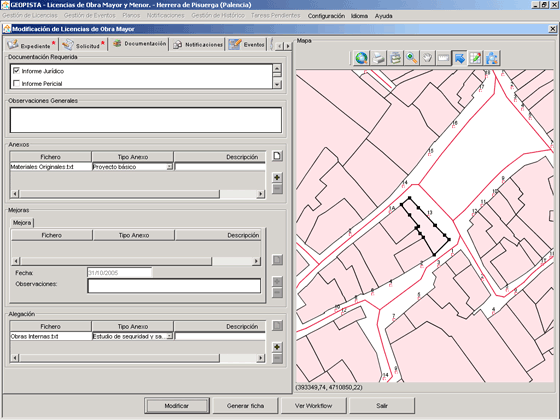 GEOPISTA - Licencias de Obra Mayor y Menor. - Herrera de Pisuerga (Palencia)
Gestión de Licencias Gestión de Eventos Planos Notificaciones Gestión de Histórico Tareas Pendientes Configuración Idioma Ayuda
Modificación de Licencias de Obra Mayor
Expediente * Solicitud * Documentación Notificaciones Eventos
Documentación Requerida
Informe Jurídico
Informe Pericial
Observaciones Generales
Anexos
Fichero Tipo Anexo Descripción
Materiales Originales.txt Proyecto básico
Mejoras
Mejora
Fichero Tipo Anexo Descripción
Fecha: 31/10/2005
Observaciones:
Alegación
Fichero Tipo Anexo Descripción
Obras Internas.txt Estudio de seguridad y sa...
Mapa
(393349,74, 4710850,22)
Modificar Generar ficha Ver Workflow Salir